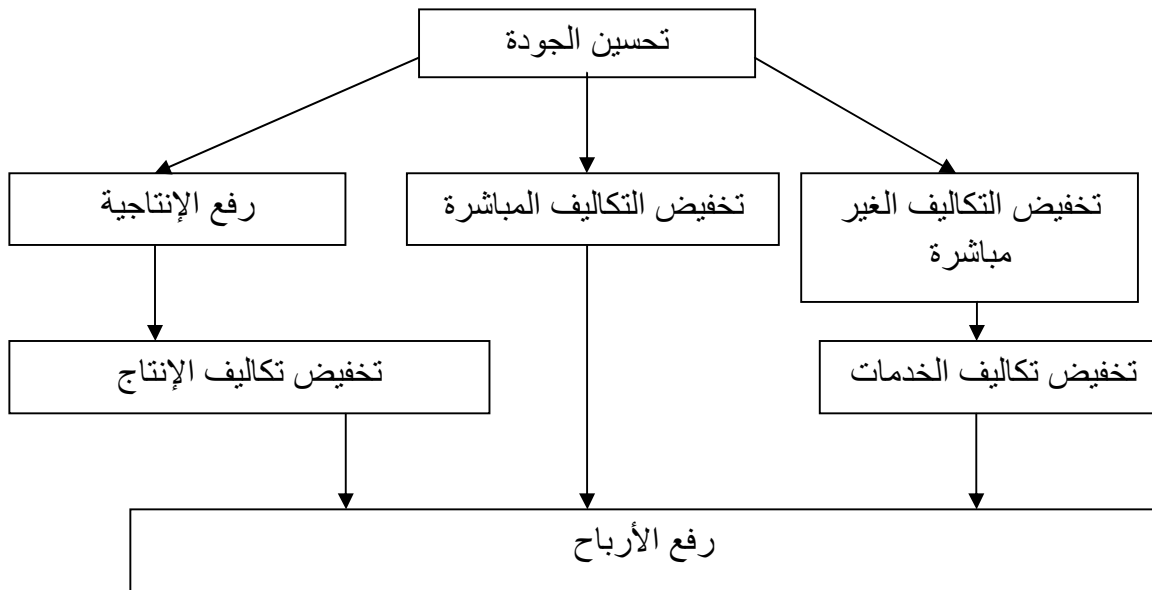 تحسين الجودة
تخفيض التكاليف الغير
مباشرة
تخفيض التكاليف المباشرة
رفع الإنتاجية
تخفيض تكاليف الخدمات
تخفيض تكاليف الإنتاج
رفع الأرباح